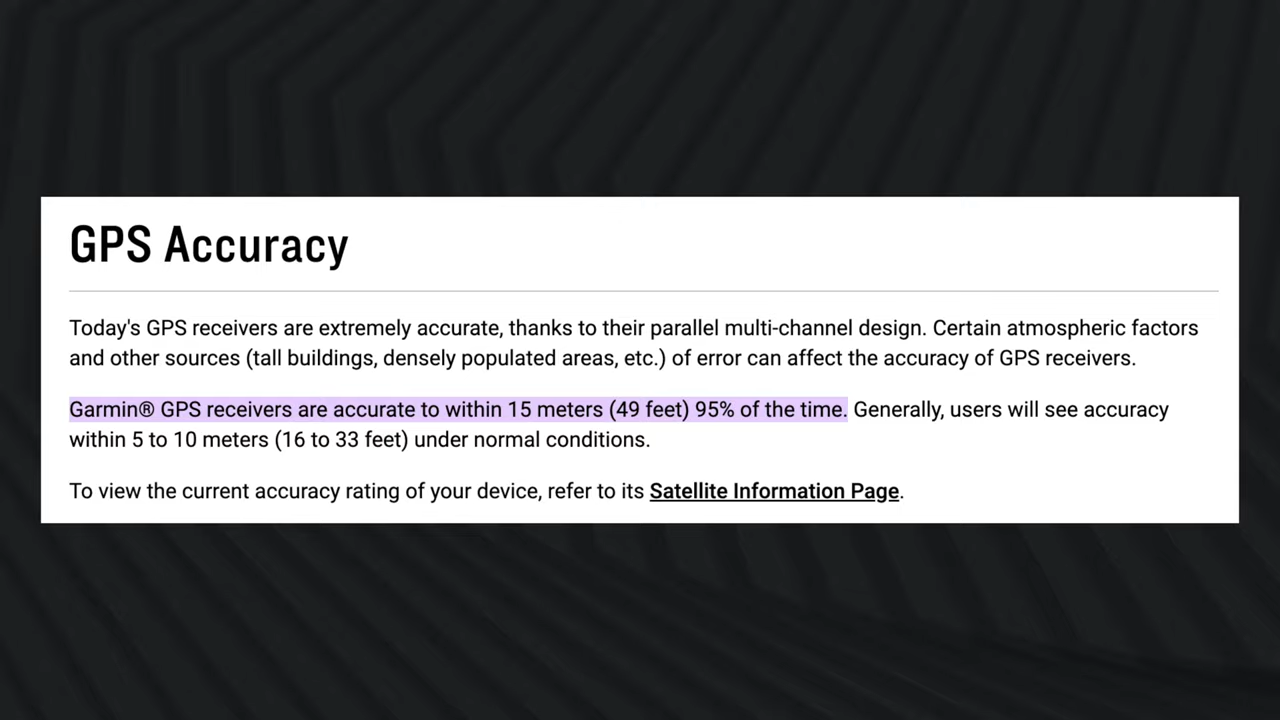 GPS Accuracy
Today's GPS receivers are extremely accurate, thanks to their parallel multi-channel design. Certain atmospheric factors
and other sources (tall buildings, densely populated areas, etc.) of error can affect the accuracy of GPS receivers.
Garmin® GPS receivers are accurate to within 15 meters (49 feet) 95% of the time. Generally, users will see accuracy
within 5 to 10 meters (16 to 33 feet) under normal conditions.
To view the current accuracy rating of your device, refer to its Satellite Information Page.